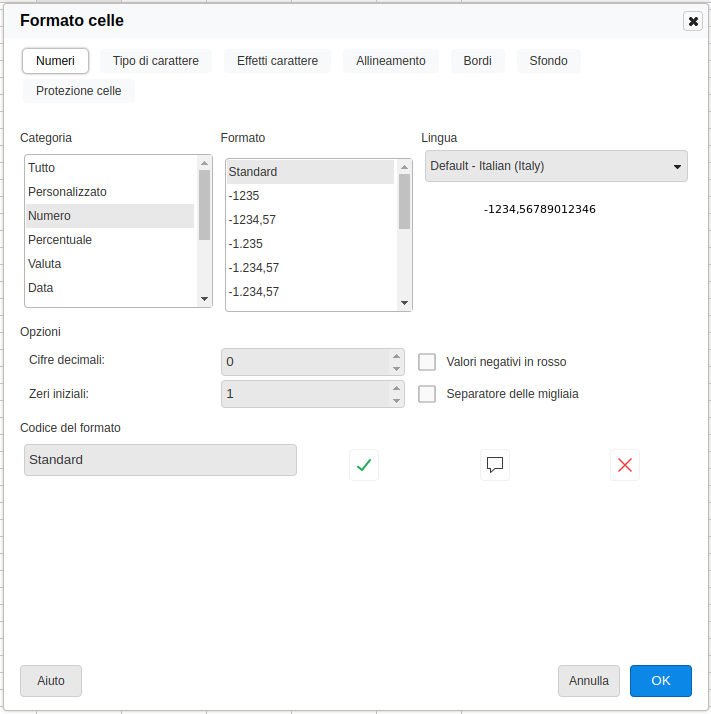 Formato celle
Numeri Tipo di carattere Effetti carattere Allineamento Bordi Sfondo
Protezione celle
Categoria Formato Lingua
Tutto Standard Default - Italian (Italy)
Personalizzato -1235
Numero -1234,57 -1234,56789012346
Percentuale -1.235
Valuta -1.234,57
Data -1.234,57
Opzioni
Cifre decimali: 0 Valori negativi in rosso
Zeri iniziali: 1 Separatore delle migliaia
Codice del formato
Standard
Aiuto Annulla OK